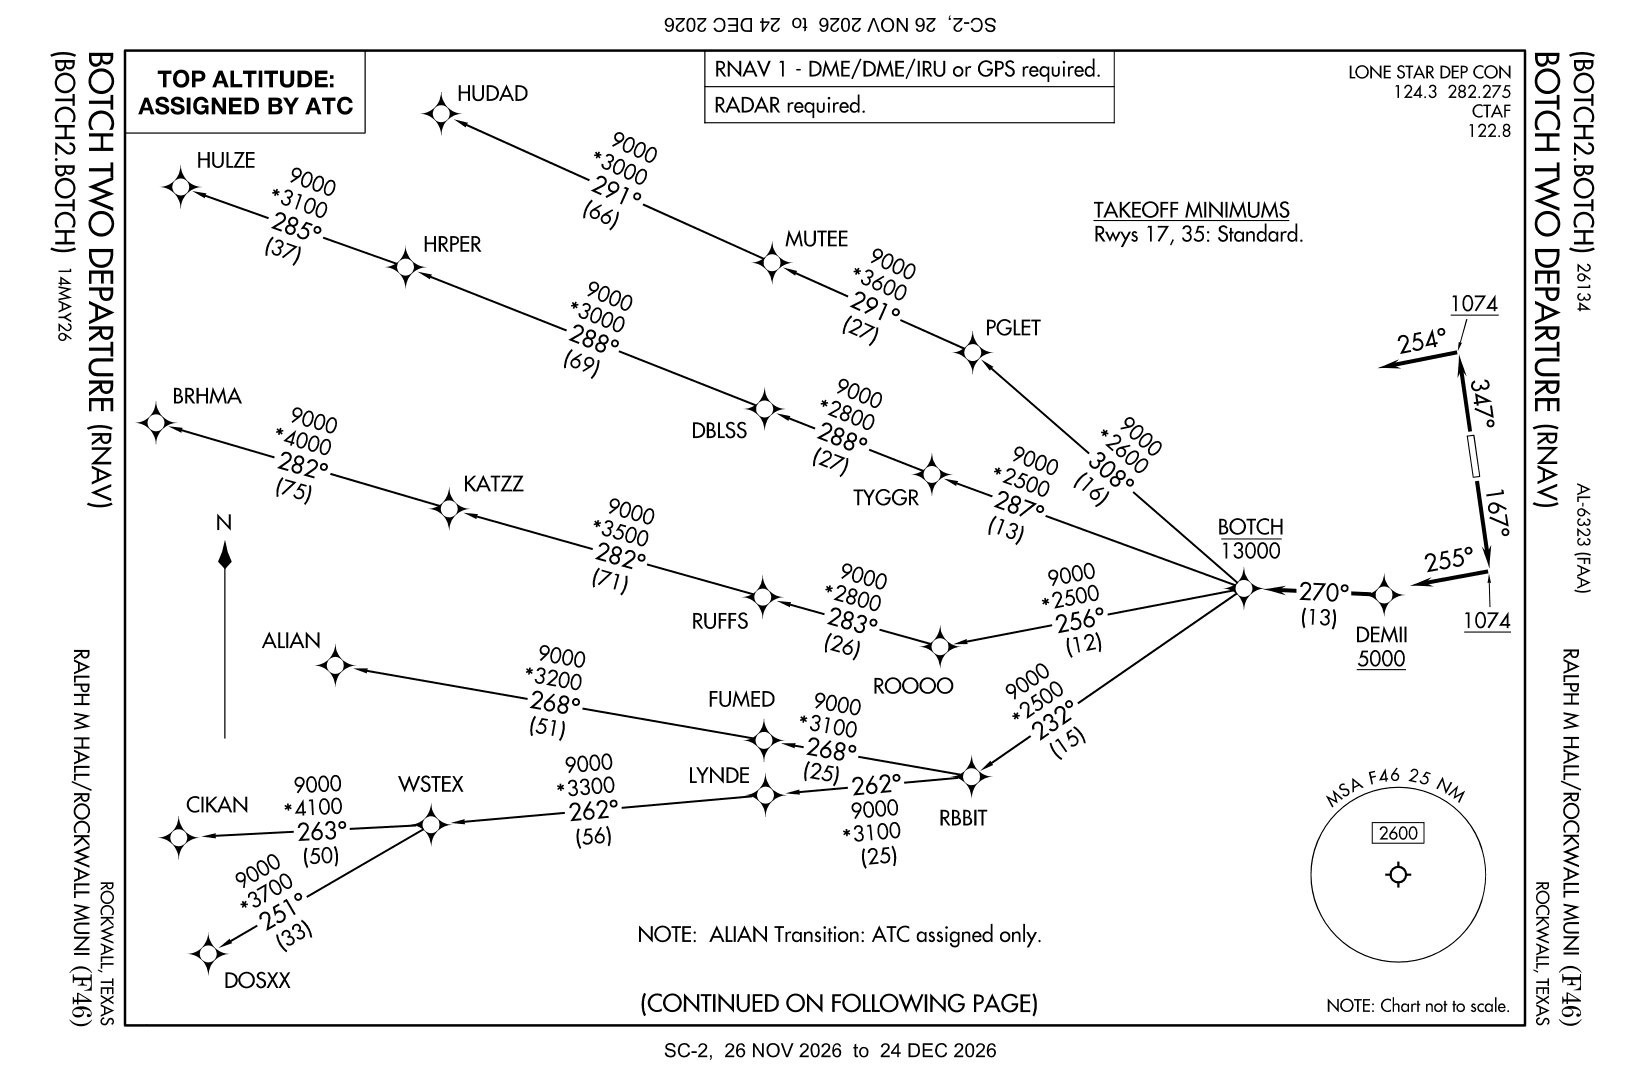 SC-2, 26 NOV 2026 to 24 DEC 2026
BOTCH TWO DEPARTURE (RNAV)
(BOTCH2.BOTCH) 14MAY26
RALPH M HALL/ROCKWALL MUNI (F46)
ROCKWALL, TEXAS
TOP ALTITUDE:
ASSIGNED BY ATC
RNAV 1 - DME/DME/IRU or GPS required.
RADAR required.
LONE STAR DEP CON
124.3 282.275
CTAF
122.8
TAKEOFF MINIMUMS
Rwys 17, 35: Standard.
HUDAD
9000
*3000
291°
(66)
HULZE
9000
*3100
285°
(37)
HRPER
MUTEE
9000
*3600
291°
(27)
9000
*3000
288°
(69)
PGLET
1074
254°
347°
BRHMA
9000
*4000
282°
(75)
DBLSS
9000
*2800
288°
(27)
9000
*2600
308°
(16)
KATZZ
TYGGR
9000
*2500
287°
(13)
167°
N
9000
*3500
282°
(71)
BOTCH
13000
255°
9000
*2800
283°
(26)
9000
*2500
256°
(12)
270°
(13)
RUFFS
1074
DEMII
5000
ALIAN
9000
*3200
268°
(51)
ROOOO
FUMED
9000
*3100
268°
(25)
9000
*2500
232°
(15)
CIKAN
9000
*4100
263°
(50)
WSTEX
9000
*3300
262°
(56)
LYNDE
262°
9000
*3100
(25)
RBBIT
MSA F46 25 NM
2600
9000
*3700
251°
(33)
DOSXX
NOTE: ALIAN Transition: ATC assigned only.
(CONTINUED ON FOLLOWING PAGE)
NOTE: Chart not to scale.
(BOTCH2.BOTCH) 26134
BOTCH TWO DEPARTURE (RNAV)
AL-6323 (FAA)
RALPH M HALL/ROCKWALL MUNI (F46)
ROCKWALL, TEXAS
SC-2, 26 NOV 2026 to 24 DEC 2026